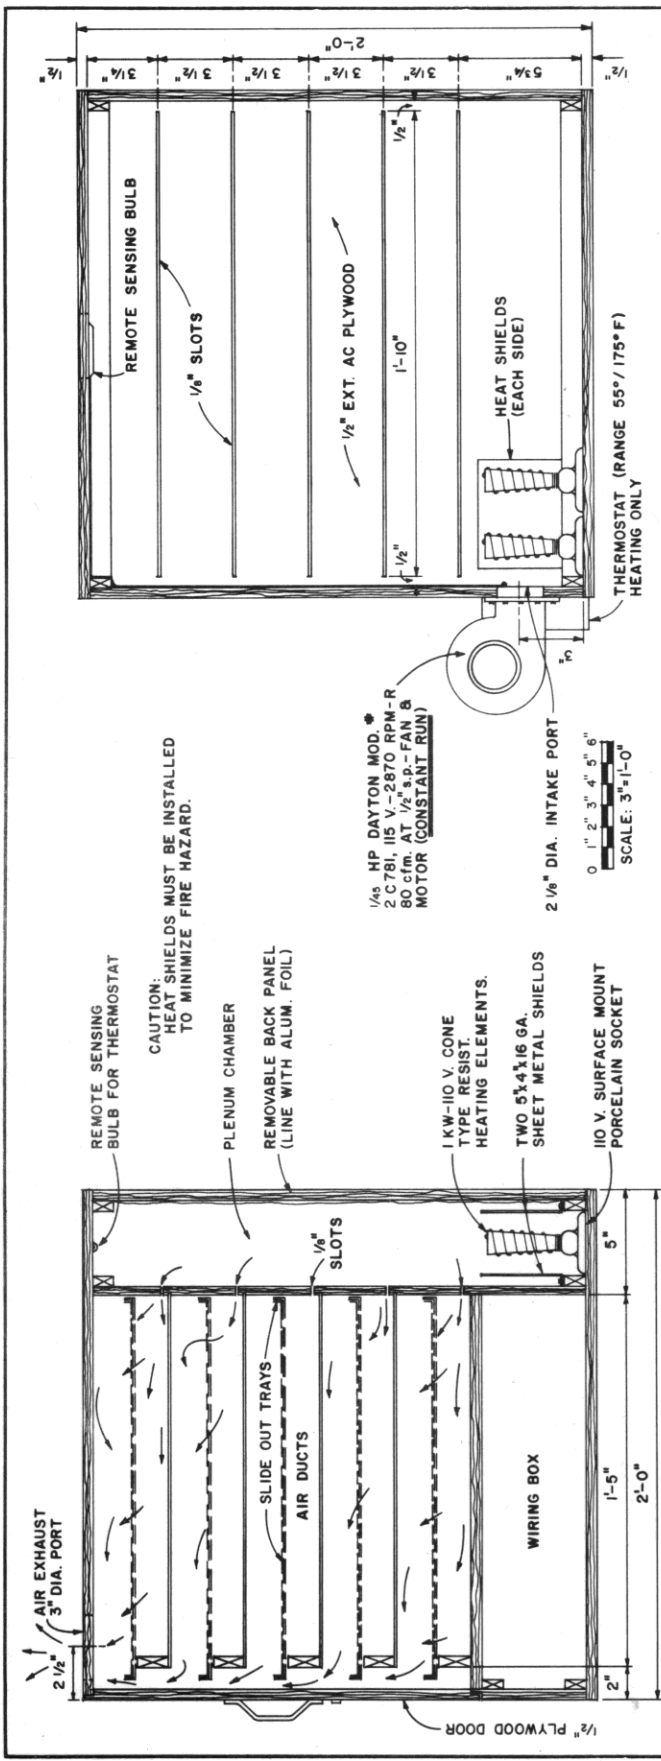 AIR EXHAUST
3" DIA. PORT
2 1/2"
REMOTE SENSING
BULB FOR THERMOSTAT
CAUTION:
HEAT SHIELDS MUST BE INSTALLED
TO MINIMIZE FIRE HAZARD.
PLENUM CHAMBER
REMOVABLE BACK PANEL
(LINE WITH ALUM. FOIL)
1/8"
SLOTS
SLIDE OUT TRAYS
AIR DUCTS
1 KW-110 V. CONE
TYPE RESIST.
HEATING ELEMENTS.
TWO 5"x4"x16 GA.
SHEET METAL SHIELDS
110 V. SURFACE MOUNT
PORCELAIN SOCKET
WIRING BOX
2"
1'-5"
5"
2'-0"
1/2" PLYWOOD DOOR
1/2"
3 1/4"
3 1/2"
3 1/2"
3 1/2"
3 1/2"
5 3/4"
1/2"
2'-0"
REMOTE SENSING BULB
1/8" SLOTS
1/2" EXT. AC PLYWOOD
1/2"
1'-10"
1/2"
HEAT SHIELDS
(EACH SIDE)
THERMOSTAT (RANGE 55°/175°F)
HEATING ONLY
3"
1/45 HP DAYTON MOD. *
2 C781, 115 V.-2870 RPM-R
80 cfm. AT 1/2" s.p.-FAN &
MOTOR (CONSTANT RUN)
2 1/8" DIA. INTAKE PORT
0 1" 2" 3" 4" 5" 6"
SCALE: 3"=1'-0"